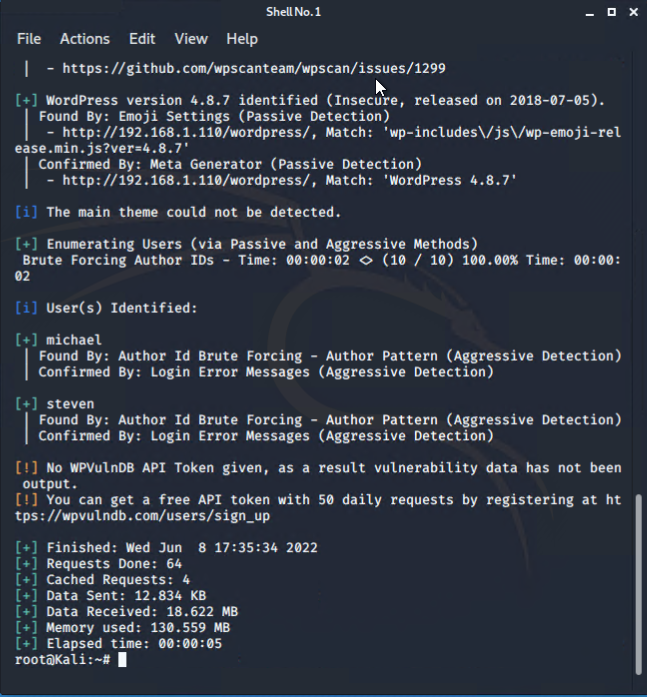 Shell No. 1
File Actions Edit View Help
| - https://github.com/wpscanteam/wpscan/issues/1299
[+] WordPress version 4.8.7 identified (Insecure, released on 2018-07-05).
| Found By: Emoji Settings (Passive Detection)
| - http://192.168.1.110/wordpress/, Match: 'wp-includes\/js\/wp-emoji-rel
ease.min.js?ver=4.8.7'
| Confirmed By: Meta Generator (Passive Detection)
| - http://192.168.1.110/wordpress/, Match: 'WordPress 4.8.7'
[i] The main theme could not be detected.
[+] Enumerating Users (via Passive and Aggressive Methods)
Brute Forcing Author IDs - Time: 00:00:02 <> (10 / 10) 100.00% Time: 00:00:
02
[i] User(s) Identified:
[+] michael
| Found By: Author Id Brute Forcing - Author Pattern (Aggressive Detection)
| Confirmed By: Login Error Messages (Aggressive Detection)
[+] steven
| Found By: Author Id Brute Forcing - Author Pattern (Aggressive Detection)
| Confirmed By: Login Error Messages (Aggressive Detection)
[!] No WPVulnDB API Token given, as a result vulnerability data has not been
output.
[!] You can get a free API token with 50 daily requests by registering at ht
tps://wpvulndb.com/users/sign_up
[+] Finished: Wed Jun  8 17:35:34 2022
[+] Requests Done: 64
[+] Cached Requests: 4
[+] Data Sent: 12.834 KB
[+] Data Received: 18.622 MB
[+] Memory used: 130.559 MB
[+] Elapsed time: 00:00:05
root@Kali:~#